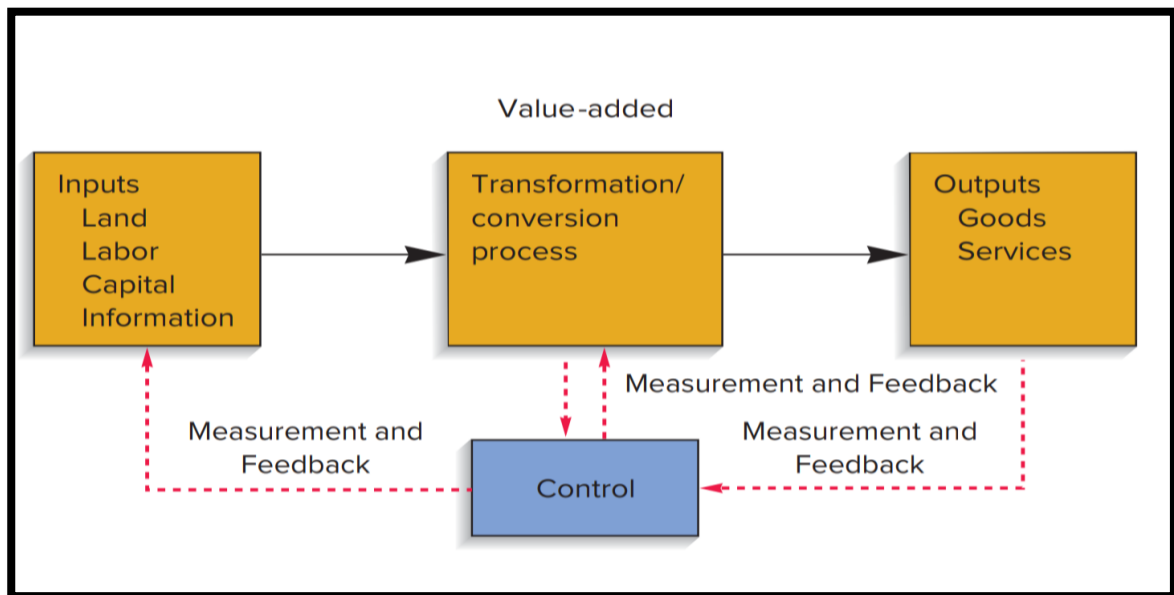 Value-added
Inputs
Land
Labor
Capital
Information
Transformation/
conversion
process
Outputs
Goods
Services
Measurement and Feedback
Measurement and
Feedback
Measurement and
Feedback
Control